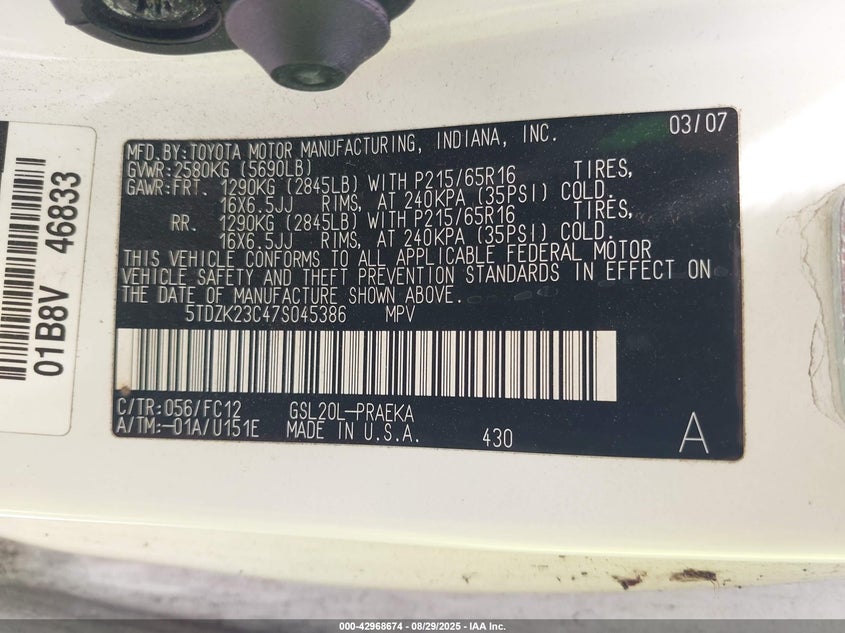 01B8V 46833
03/07
MFD.BY:TOYOTA MOTOR MANUFACTURING, INDIANA, INC.
GVWR:2580KG (5690LB)
GAWR:FRT. 1290KG (2845LB) WITH P215/65R16 TIRES,
16X6.5JJ RIMS, AT 240KPA (35PSI) COLD.
RR. 1290KG (2845LB) WITH P215/65R16 TIRES,
16X6.5JJ RIMS, AT 240KPA (35PSI) COLD.
THIS VEHICLE CONFORMS TO ALL APPLICABLE FEDERAL MOTOR
VEHICLE SAFETY AND THEFT PREVENTION STANDARDS IN EFFECT ON
THE DATE OF MANUFACTURE SHOWN ABOVE.
5TDZK23C47S045386 MPV
C/TR:056/FC12 GSL20L-PRAEKA
A/TM:-01A/U151E MADE IN U.S.A. 430
A
000-42968674 / 08/29/2025 - IAA Inc.